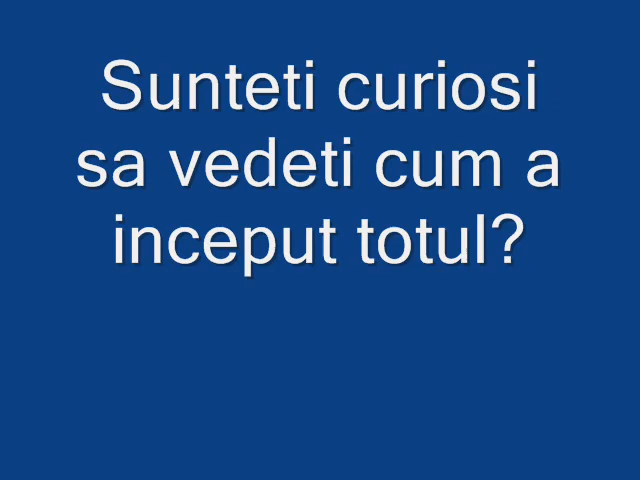 Sunteti curiosi
sa vedeti cum a
inceput totul?